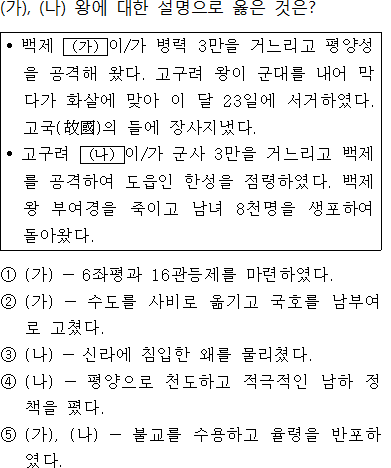 (가), (나) 왕에 대한 설명으로 옳은 것은?
• 백제 (가)이/가 병력 3만을 거느리고 평양성
을 공격해 왔다. 고구려 왕이 군대를 내어 막
다가 화살에 맞아 이 달 23일에 서거하였다.
고국(故國)의 들에 장사지냈다.
• 고구려 (나)이/가 군사 3만을 거느리고 백제
를 공격하여 도읍인 한성을 점령하였다. 백제
왕 부여경을 죽이고 남녀 8천명을 생포하여
돌아왔다.
① (가) - 6좌평과 16관등제를 마련하였다.
② (가) - 수도를 사비로 옮기고 국호를 남부여
로 고쳤다.
③ (나) - 신라에 침입한 왜를 물리쳤다.
④ (나) - 평양으로 천도하고 적극적인 남하 정
책을 폈다.
⑤ (가), (나) - 불교를 수용하고 율령을 반포하
였다.